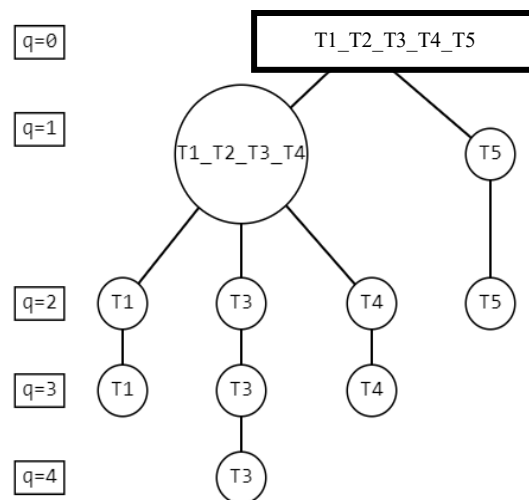 q=0 T1_T2_T3_T4_T5
q=1 T1_T2_T3_T4 T5
q=2 T1 T3 T4 T5
q=3 T1 T3 T4
q=4 T3